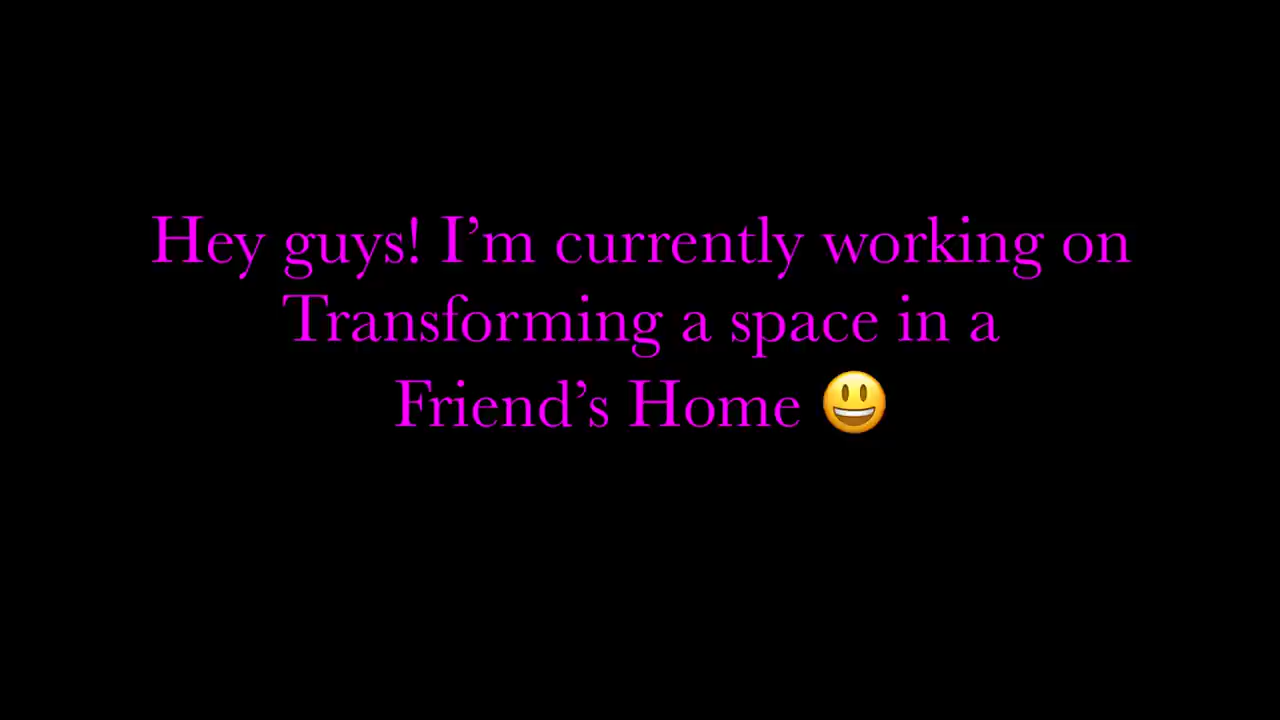 Hey guys! I’m currently working on
Transforming a space in a
Friend’s Home 😃